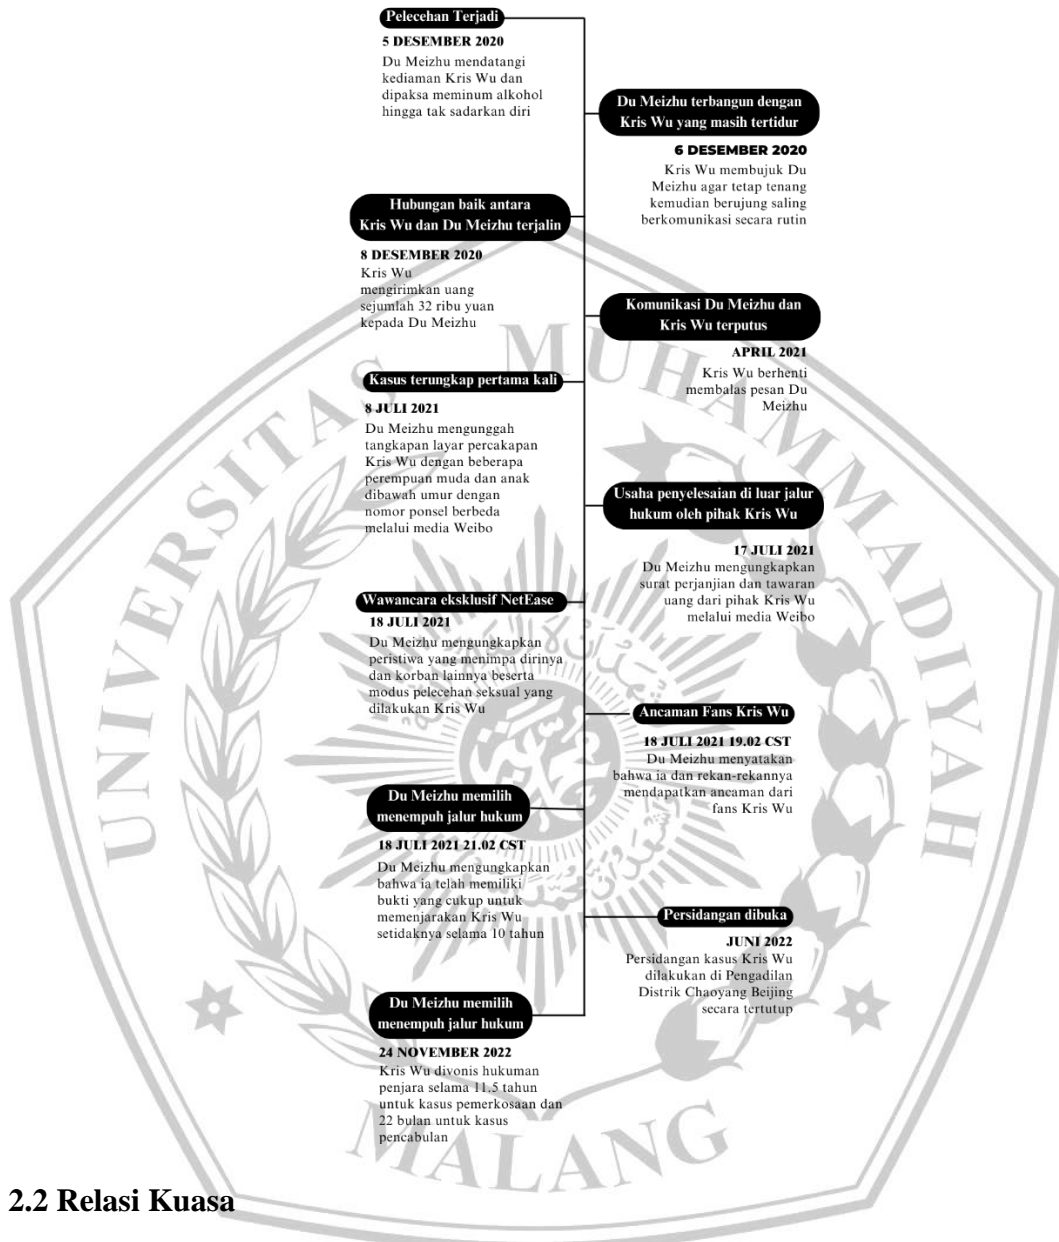 Pelecehan Terjadi
5 DESEMBER 2020
Du Meizhu mendatangi
kediaman Kris Wu dan
dipaksa meminum alkohol
hingga tak sadarkan diri
Du Meizhu terbangun dengan
Kris Wu yang masih tertidur
6 DESEMBER 2020
Kris Wu membujuk Du
Meizhu agar tetap tenang
kemudian berujung saling
berkomunikasi secara rutin
Hubungan baik antara
Kris Wu dan Du Meizhu terjalin
8 DESEMBER 2020
Kris Wu
mengirimkan uang
sejumlah 32 ribu yuan
kepada Du Meizhu
Komunikasi Du Meizhu dan
Kris Wu terputus
APRIL 2021
Kris Wu berhenti
membalas pesan Du
Meizhu
Kasus terungkap pertama kali
8 JULI 2021
Du Meizhu mengunggah
tangkapan layar percakapan
Kris Wu dengan beberapa
perempuan muda dan anak
dibawah umur dengan
nomor ponsel berbeda
melalui media Weibo
Usaha penyelesaian di luar jalur
hukum oleh pihak Kris Wu
17 JULI 2021
Du Meizhu mengungkapkan
surat perjanjian dan tawaran
uang dari pihak Kris Wu
melalui media Weibo
Wawancara eksklusif NetEase
18 JULI 2021
Du Meizhu mengungkapkan
peristiwa yang menimpa dirinya
dan korban lainnya beserta
modus pelecehan seksual yang
dilakukan Kris Wu
Ancaman Fans Kris Wu
18 JULI 2021 19.02 CST
Du Meizhu menyatakan
bahwa ia dan rekan-rekannya
mendapatkan ancaman dari
fans Kris Wu
Du Meizhu memilih
menempuh jalur hukum
18 JULI 2021 21.02 CST
Du Meizhu mengungkapkan
bahwa ia telah memiliki
bukti yang cukup untuk
memenjarakan Kris Wu
setidaknya selama 10 tahun
Persidangan dibuka
JUNI 2022
Persidangan kasus Kris Wu
dilakukan di Pengadilan
Distrik Chaoyang Beijing
secara tertutup
Du Meizhu memilih
menempuh jalur hukum
24 NOVEMBER 2022
Kris Wu divonis hukuman
penjara selama 11,5 tahun
untuk kasus pemerkosaan dan
22 bulan untuk kasus
pencabulan
UNIVERSITAS MUHAMMADIYAH
MALANG
2.2 Relasi Kuasa